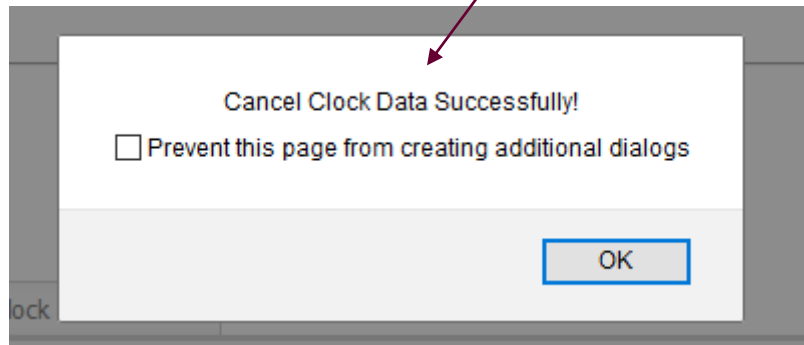 Cancel Clock Data Successfully!
Prevent this page from creating additional dialogs
OK
lock